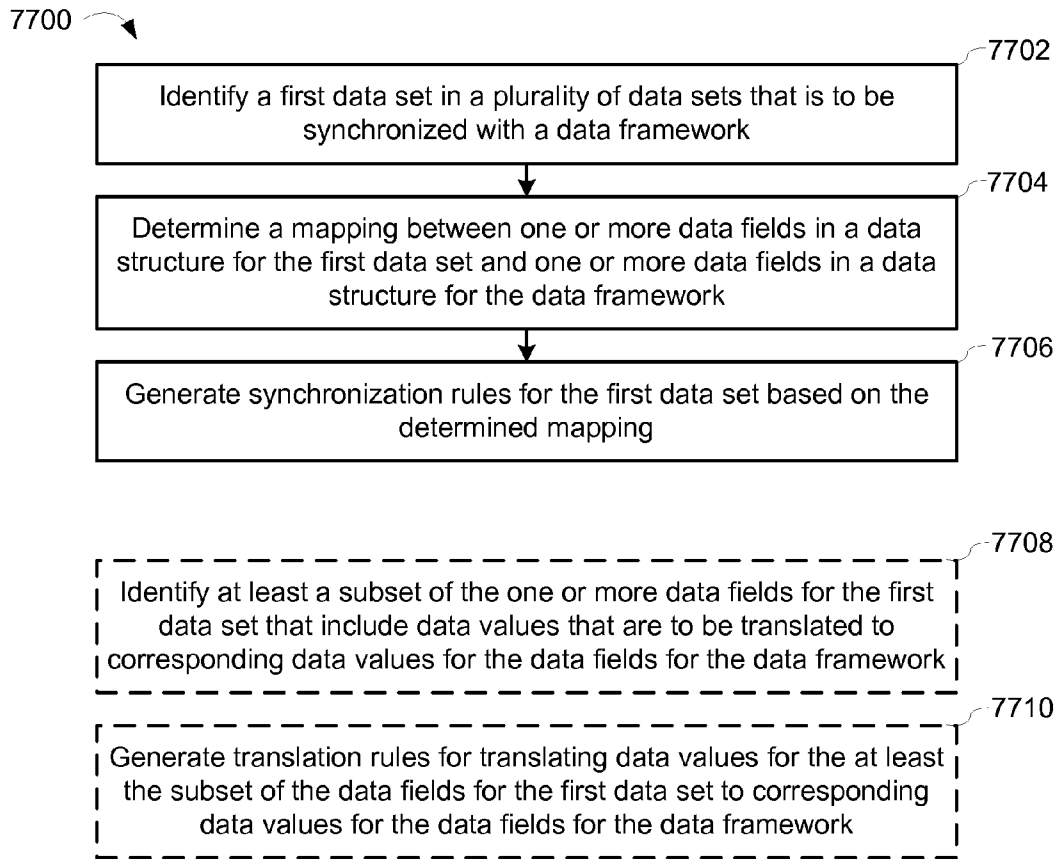 7700
7702
Identify a first data set in a plurality of data sets that is to be
synchronized with a data framework
7704
Determine a mapping between one or more data fields in a data
structure for the first data set and one or more data fields in a data
structure for the data framework
7706
Generate synchronization rules for the first data set based on the
determined mapping
7708
Identify at least a subset of the one or more data fields for the first
data set that include data values that are to be translated to
corresponding data values for the data fields for the data framework
7710
Generate translation rules for translating data values for the at least
the subset of the data fields for the first data set to corresponding
data values for the data fields for the data framework